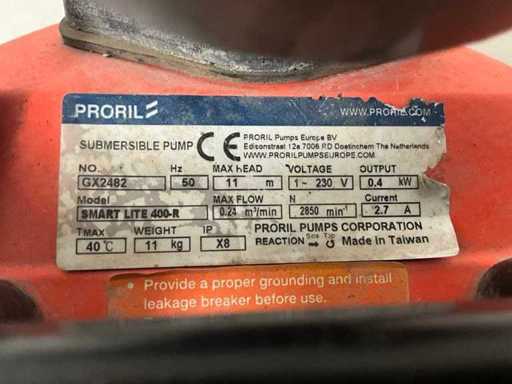 PRORIL
WWW.PRORIL.COM
SUBMERSIBLE PUMP CE PRORIL Pumps Europe BV
Edisonstraat 12a 7006 RD Doetinchem The Netherlands
WWW.PRORILPUMPSEUROPE.COM
NO. Hz MAX HEAD VOLTAGE OUTPUT
GX2482 50 11 m 1~ 230 V 0.4 kW
Model MAX FLOW N Current
SMART LITE 400-R 0.24 m³/min 2850 min⁻¹ 2.7 A
TMAX WEIGHT IP PRORIL PUMPS CORPORATION
40℃ 11 kg X8 REACTION Side Top Made in Taiwan
• Provide a proper grounding and install
leakage breaker before use.